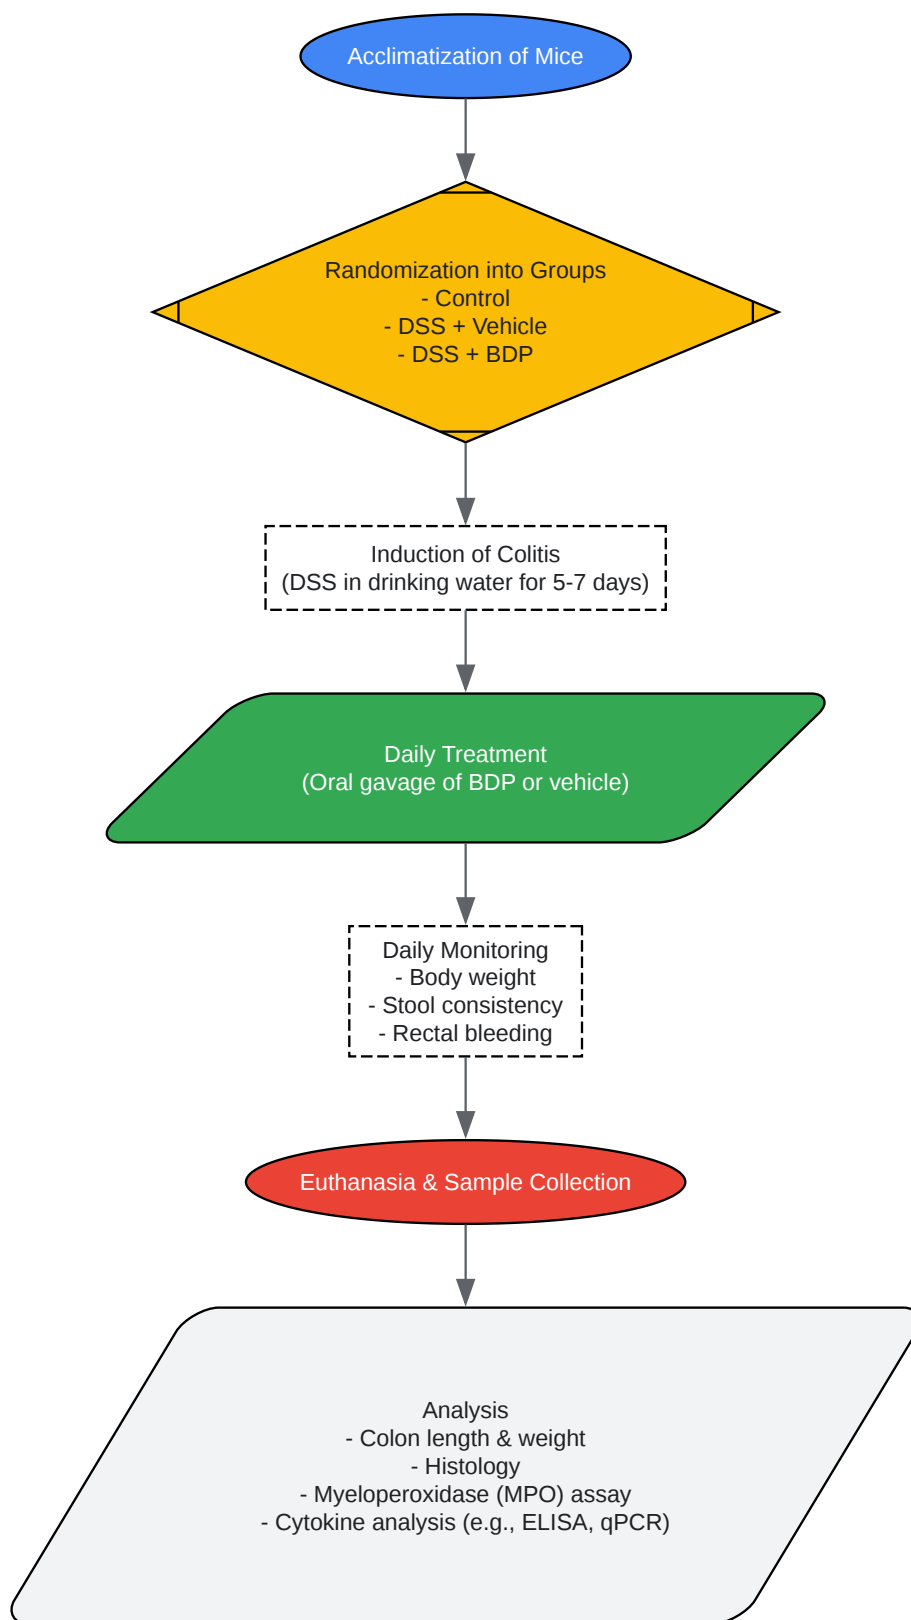 Acclimatization of Mice
Randomization into Groups
- Control
- DSS + Vehicle
- DSS + BDP
Induction of Colitis
(DSS in drinking water for 5-7 days)
Daily Treatment
(Oral gavage of BDP or vehicle)
Daily Monitoring
- Body weight
- Stool consistency
- Rectal bleeding
Euthanasia & Sample Collection
Analysis
- Colon length & weight
- Histology
- Myeloperoxidase (MPO) assay
- Cytokine analysis (e.g., ELISA, qPCR)